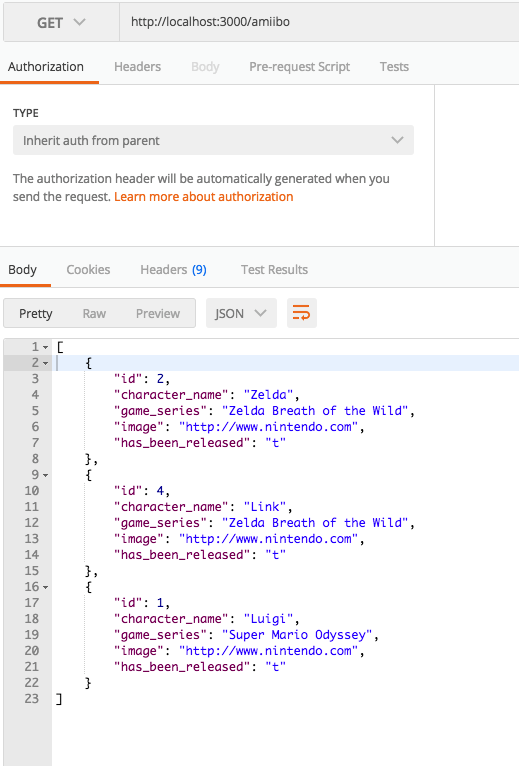 GET http://localhost:3000/amiibo
Authorization Headers Body Pre-request Script Tests
TYPE
Inherit auth from parent
The authorization header will be automatically generated when you
send the request. Learn more about authorization
Body Cookies Headers (9) Test Results
Pretty Raw Preview JSON
1 [
2 {
3 "id": 2,
4 "character_name": "Zelda",
5 "game_series": "Zelda Breath of the Wild",
6 "image": "http://www.nintendo.com",
7 "has_been_released": "t"
8 },
9 {
10 "id": 4,
11 "character_name": "Link",
12 "game_series": "Zelda Breath of the Wild",
13 "image": "http://www.nintendo.com",
14 "has_been_released": "t"
15 },
16 {
17 "id": 1,
18 "character_name": "Luigi",
19 "game_series": "Super Mario Odyssey",
20 "image": "http://www.nintendo.com",
21 "has_been_released": "t"
22 }
23 ]